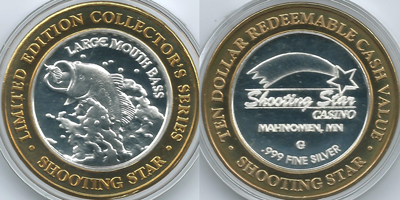 LIMITED EDITION COLLECTOR'S SERIES
LARGE MOUTH BASS
• SHOOTING STAR •
TEN DOLLAR REDEEMABLE CASH VALUE
Shooting Star
CASINO
MAHNOMEN, MN
G
.999 FINE SILVER
• SHOOTING STAR •